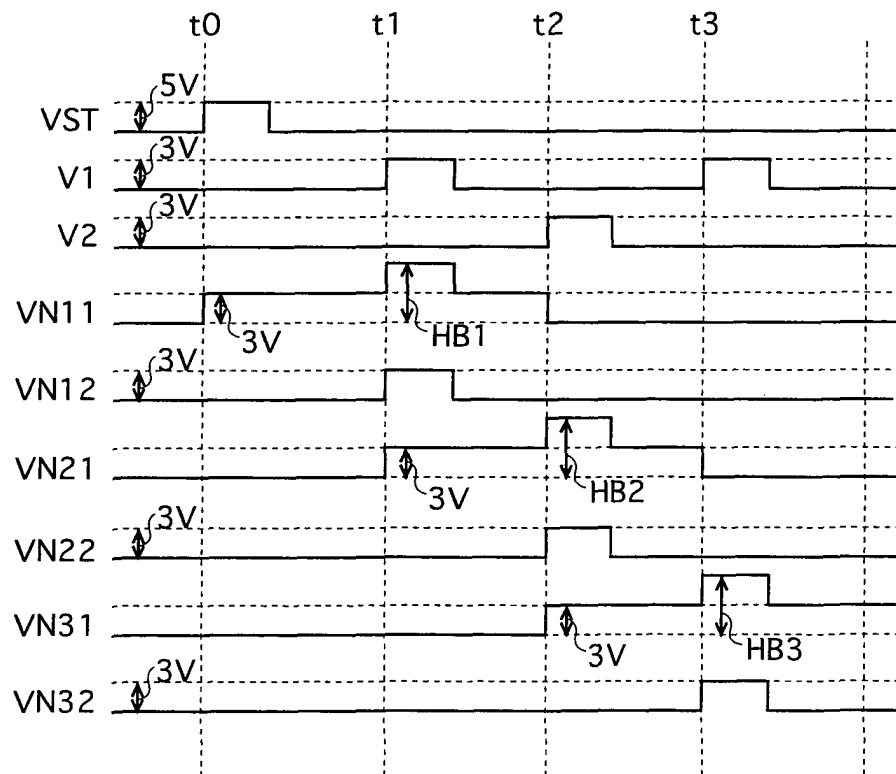 t0 t1 t2 t3
5V
VST
3V
V1
3V
V2
VN11
3V
HB1
3V
VN12
VN21
3V
HB2
3V
VN22
VN31
3V
HB3
3V
VN32